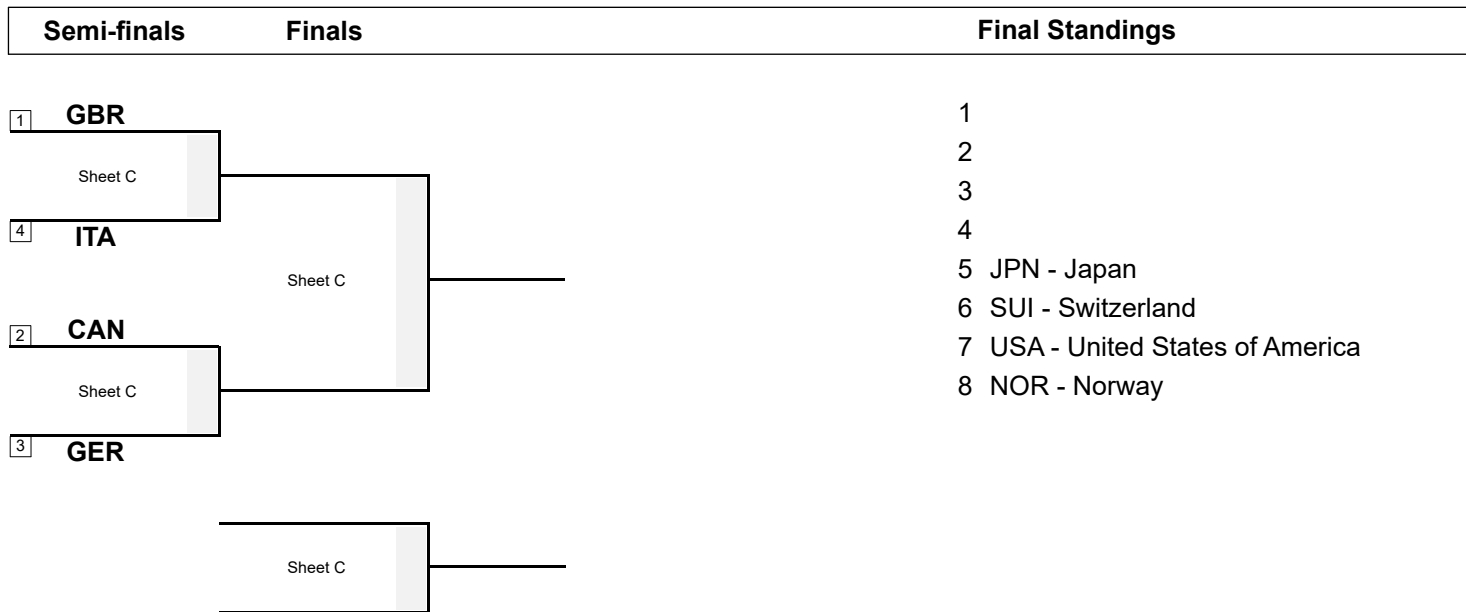 Semi-finals Finals Final Standings
1 GBR
Sheet C
4 ITA
Sheet C
2 CAN
Sheet C
3 GER
Sheet C
1
2
3
4
5 JPN - Japan
6 SUI - Switzerland
7 USA - United States of America
8 NOR - Norway